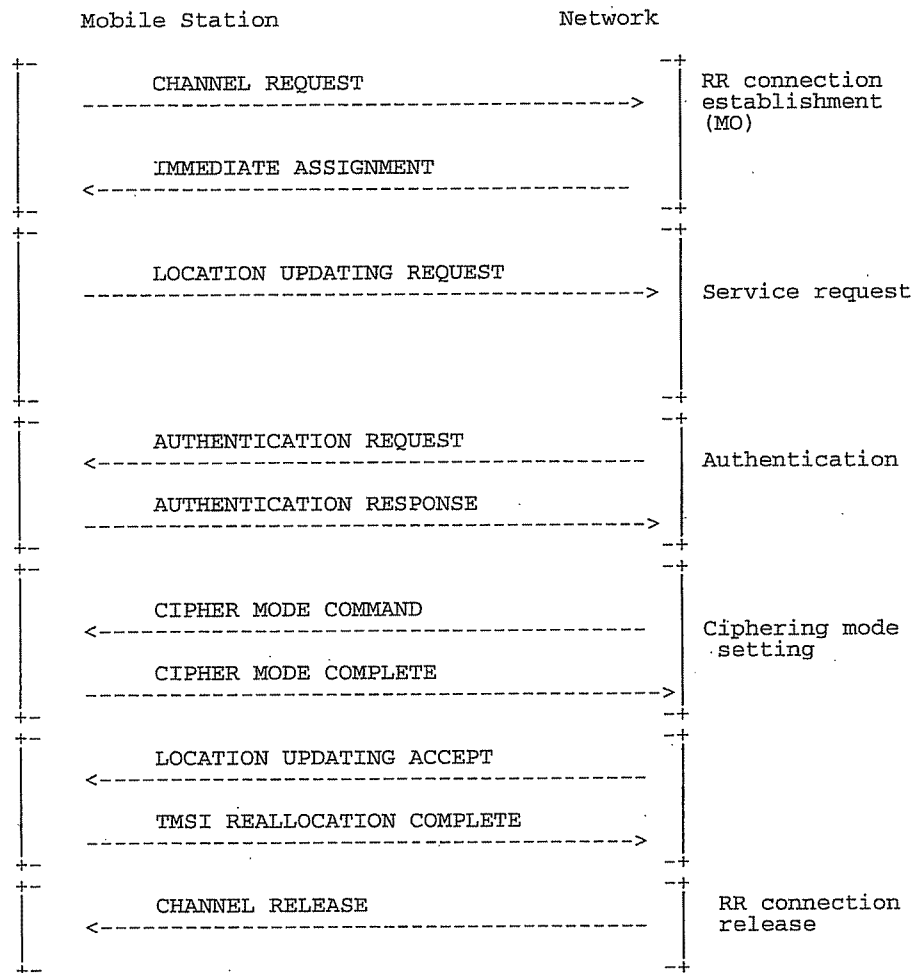 Mobile Station Network
CHANNEL REQUEST
RR connection
establishment
(MO)
IMMEDIATE ASSIGNMENT
LOCATION UPDATING REQUEST
Service request
AUTHENTICATION REQUEST
Authentication
AUTHENTICATION RESPONSE
CIPHER MODE COMMAND
Ciphering mode
setting
CIPHER MODE COMPLETE
LOCATION UPDATING ACCEPT
TMSI REALLOCATION COMPLETE
CHANNEL RELEASE
RR connection
release